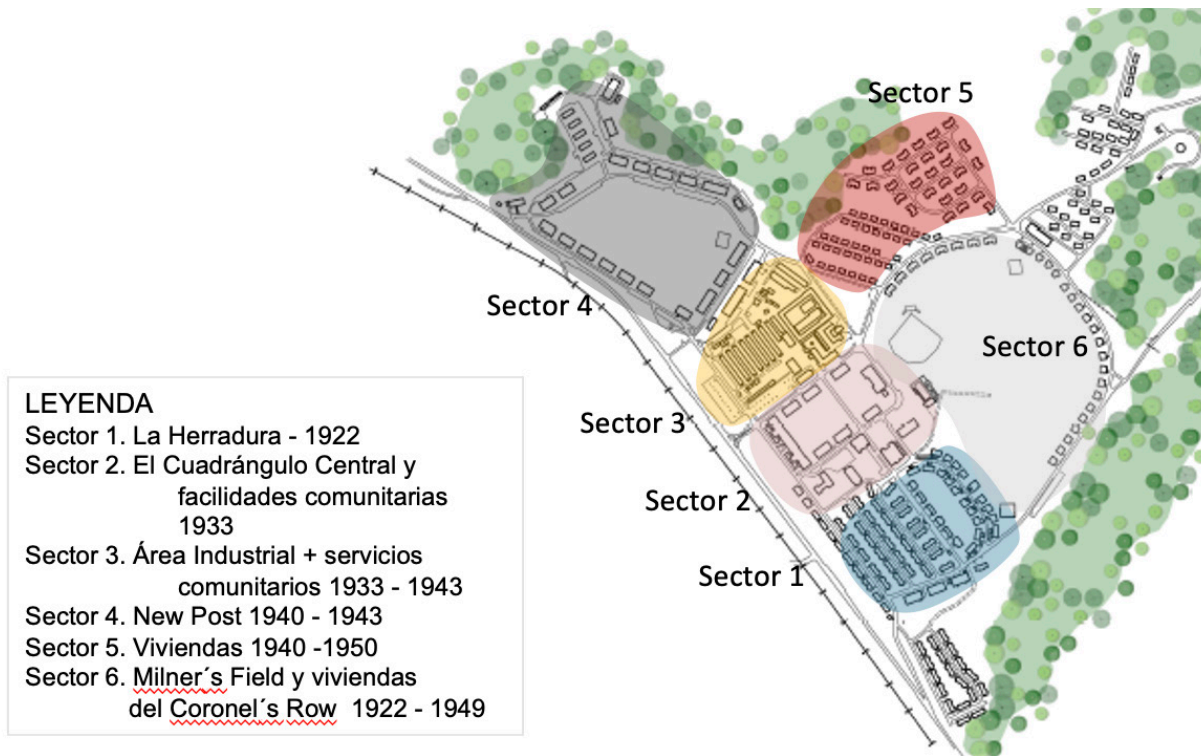 Sector 5
Sector 4
Sector 6
Sector 3
Sector 2
Sector 1
LEYENDA
Sector 1. La Herradura - 1922
Sector 2. El Cuadrángulo Central y
facilidades comunitarias
1933
Sector 3. Área Industrial + servicios
comunitarios 1933 - 1943
Sector 4. New Post 1940 - 1943
Sector 5. Viviendas 1940 -1950
Sector 6. Milner´s Field y viviendas
del Coronel´s Row 1922 - 1949